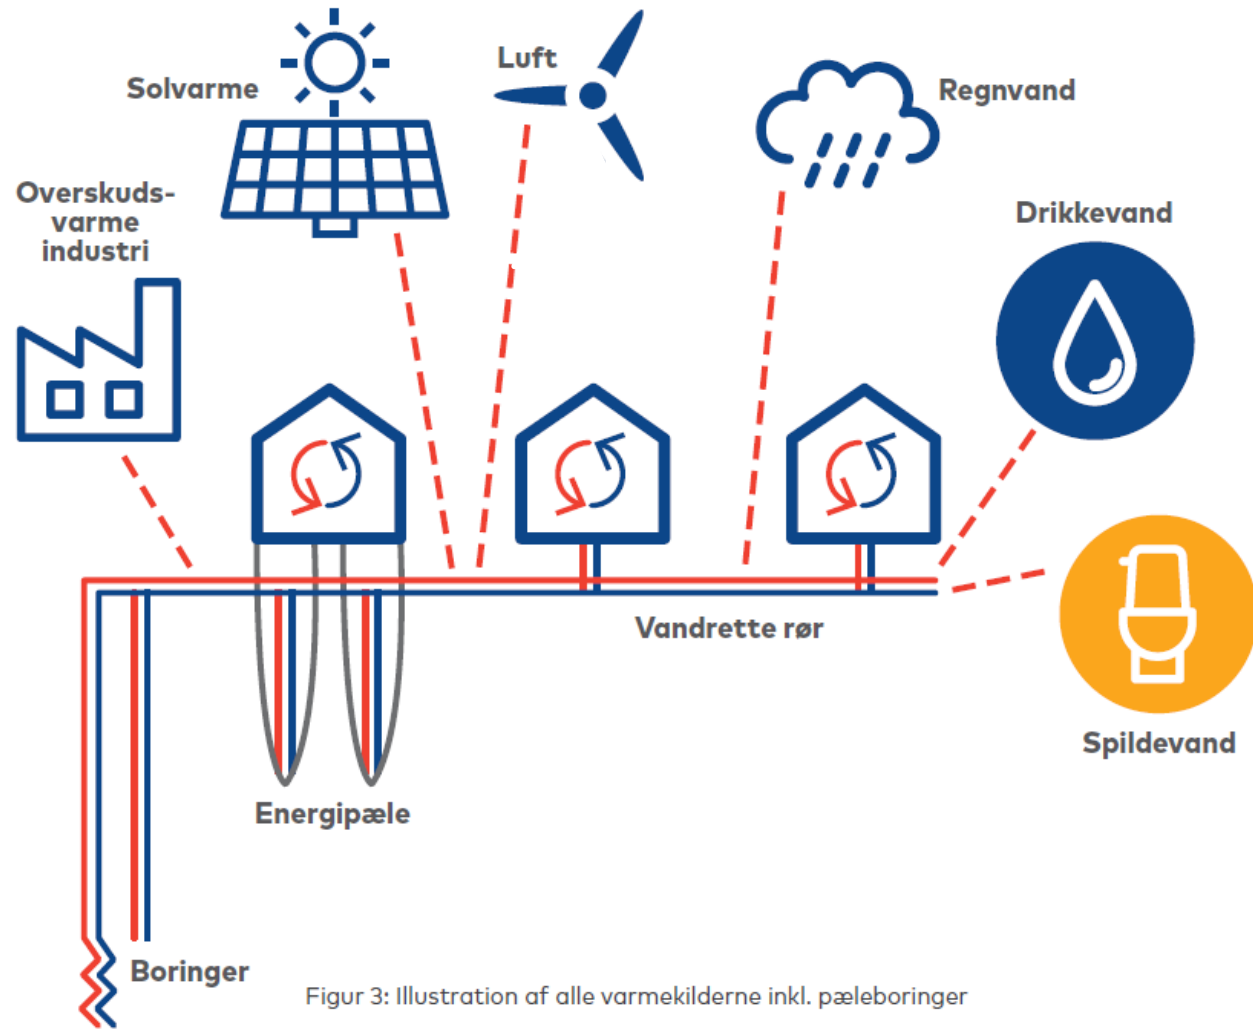 Solvarme
Luft
Regnvand
Overskuds-
varme
industri
Drikkevand
Vandrette rør
Spildevand
Energipæle
Boringer
Figur 3: Illustration af alle varmekilderne inkl. pæleboringer